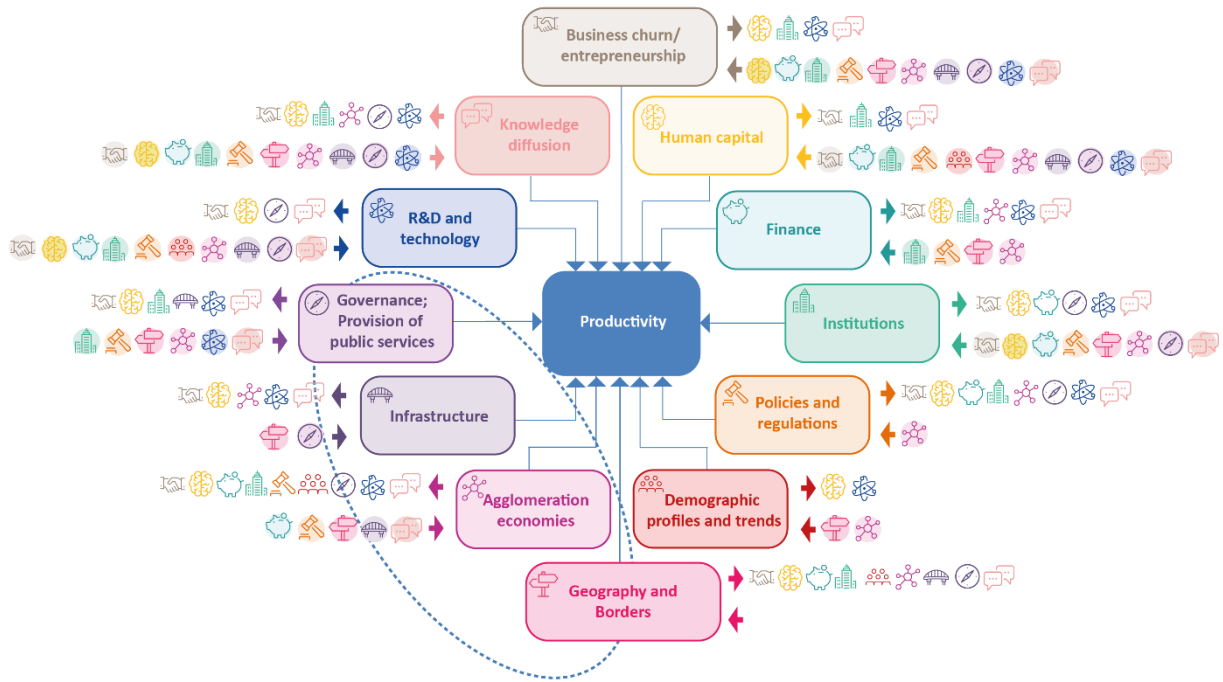 Business churn/
entrepreneurship
Knowledge
diffusion
Human capital
R&D and
technology
Finance
Governance;
Provision of
public services
Productivity
Institutions
Infrastructure
Policies and
regulations
Agglomeration
economies
Demographic
profiles and trends
Geography and
Borders